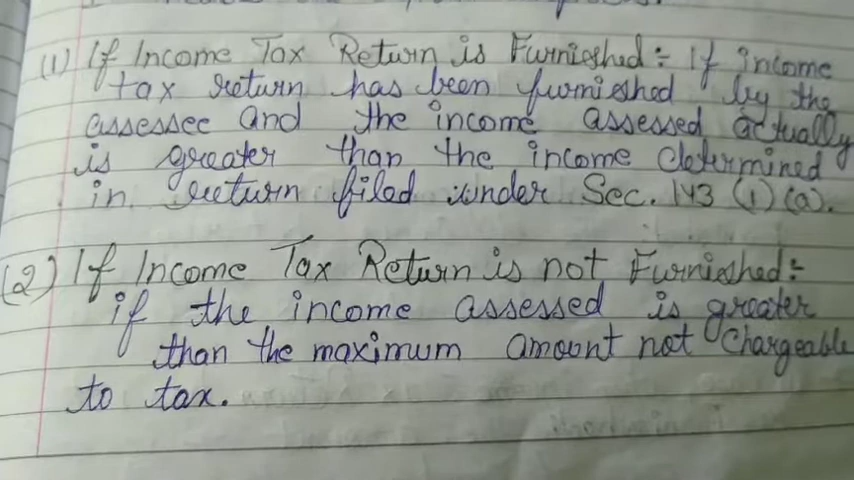 (1) If Income Tax Return is Furnished:- If income
tax return has been furnished by the
assessee and the income assessed actually
is greater than the income determined
in return filed under Sec. 143 (1) (a).
(2) If Income Tax Return is not Furnished:-
if the income assessed is greater
than the maximum amount not chargeable
to tax.